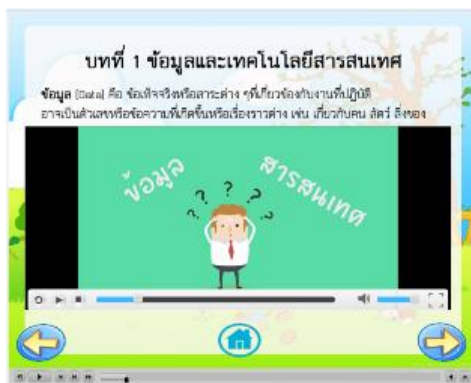 บทที่ 1 ข้อมูลและเทคโนโลยีสารสนเทศ
ข้อมูล (Data) คือ ข้อเท็จจริงหรือสาระต่าง ๆที่เกี่ยวข้องกับงานที่ปฏิบัติ
อาจเป็นตัวเลขหรือข้อความที่เกิดขึ้นหรือเรื่องราวต่าง เช่น เกี่ยวกับคน สัตว์ สิ่งของ
ข้อมูล
สารสนเทศ
? ? ? ? ? ?